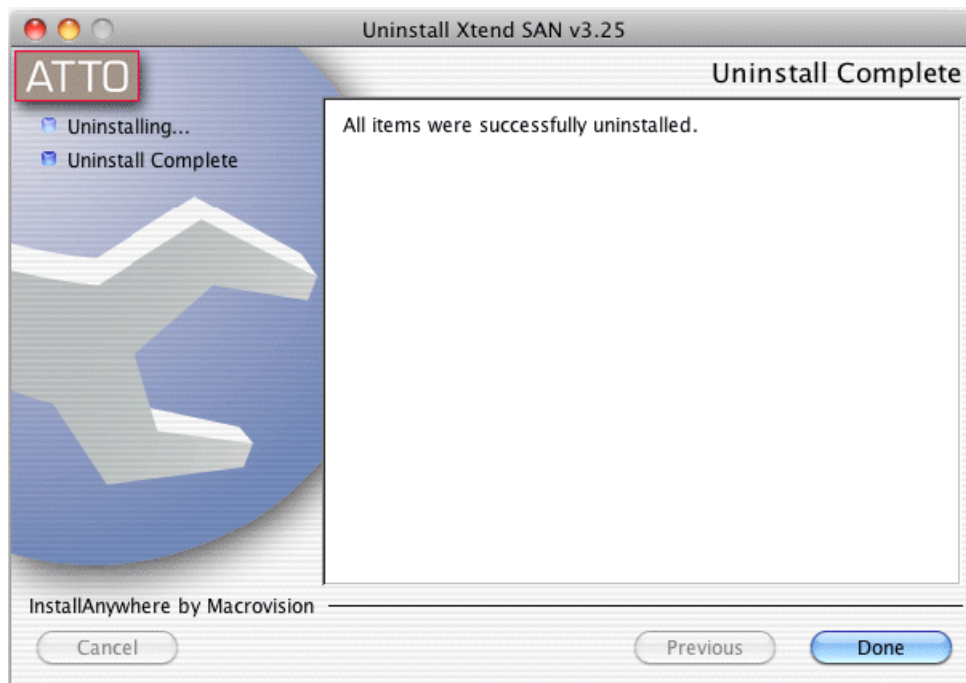 Uninstall Xtend SAN v3.25
ATTO
Uninstall Complete
Uninstalling...
Uninstall Complete
All items were successfully uninstalled.
InstallAnywhere by Macrovision
Cancel
Previous
Done